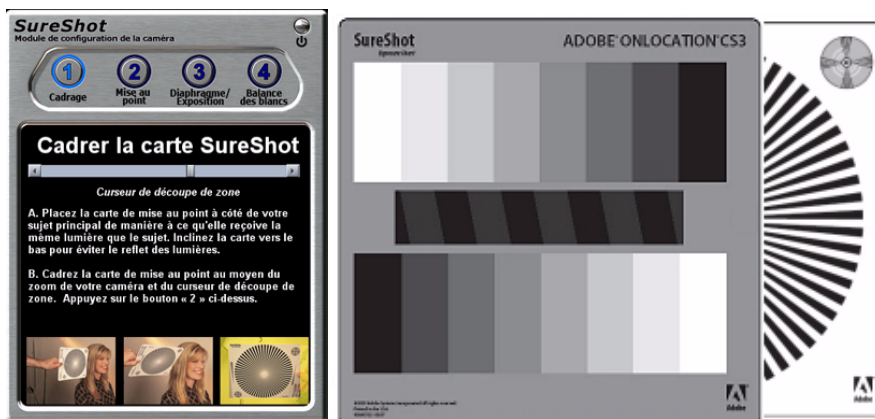 SureShot
Module de configuration de la caméra
1
2
3
4
Cadrage
Mise au
point
Diaphragme/
Exposition
Balance
des blancs
Cadrer la carte SureShot
Curseur de découpe de zone
A. Placez la carte de mise au point à côté de votre
sujet principal de manière à ce qu'elle reçoive la
mème lumière que le sujet. Inclinez la carte vers le
bas pour éviter le reflet des lumières.
B. Cadrez la carte de mise au point au moyen du
zoom de votre caméra et du curseur de découpe de
zone. Appuyez sur le bouton « 2 » ci-dessus.
SureShot
ADOBE® ONLOCATION® CS3
Adobe
Adobe